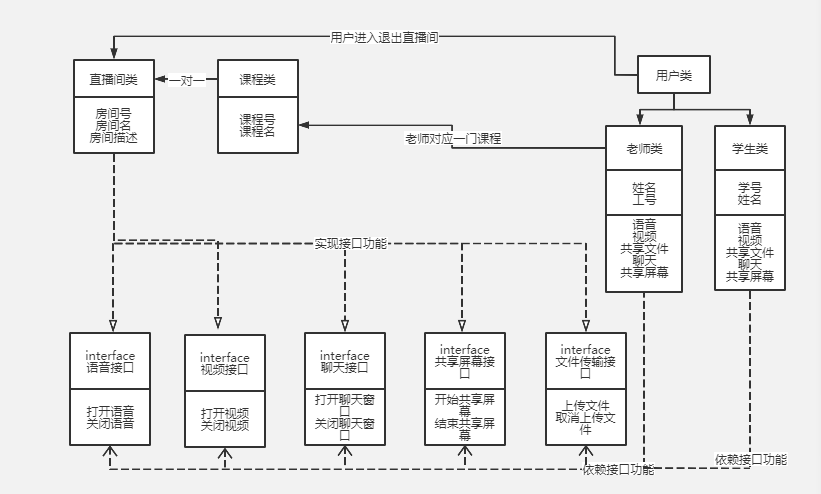 用户进入退出直播间
直播间类
房间号
房间名
房间描述
一对一
课程类
课程号
课程名
用户类
老师对应一门课程
老师类
姓名
工号
语音
视频
共享文件
聊天
共享屏幕
学生类
学号
姓名
语音
视频
共享文件
聊天
共享屏幕
实现接口功能
interface
语音接口
打开语音
关闭语音
interface
视频接口
打开视频
关闭视频
interface
聊天接口
打开聊天窗
口
关闭聊天窗
口
interface
共享屏幕接
口
开始共享屏
幕
结束共享屏
幕
interface
文件传输接
口
上传文件
取消上传文
件
依赖接口功能
依赖接口功能